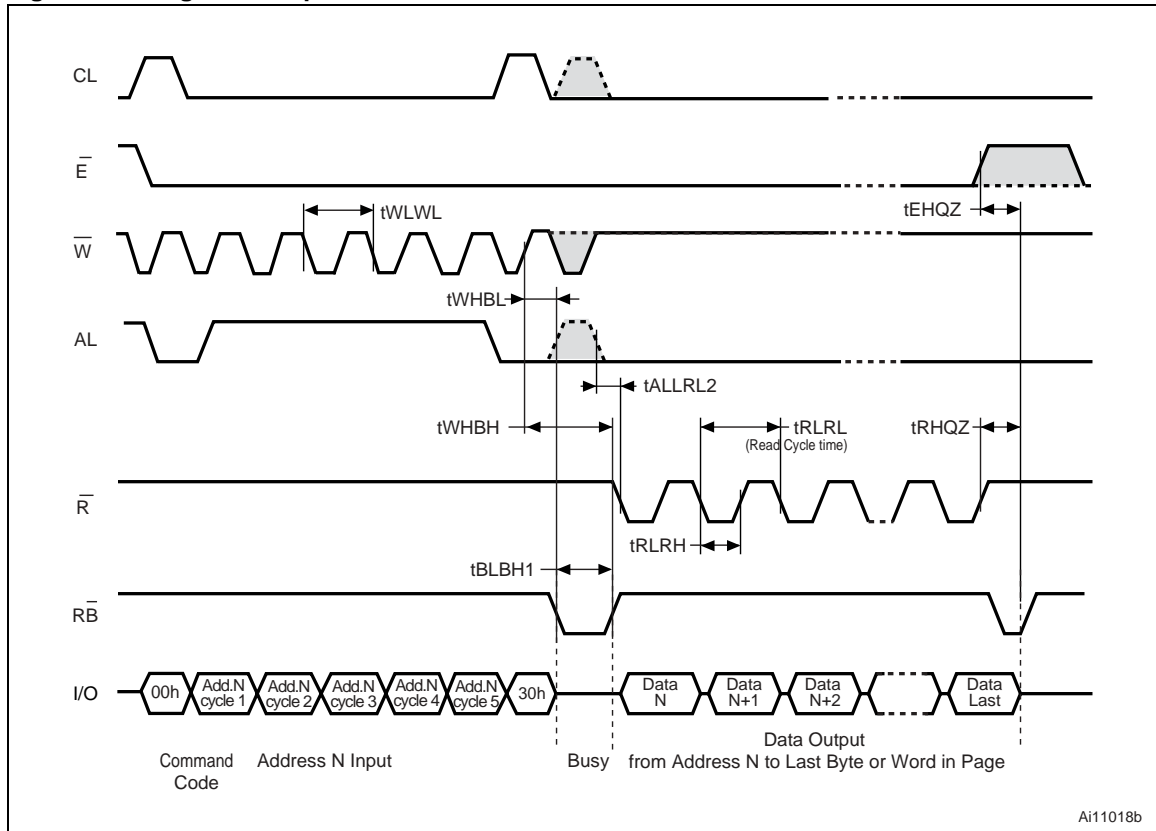 CL
E
tWLWL
tEHQZ
W
tWHBL
AL
tALLRL2
tWHBH
tRLRL
(Read Cycle time)
tRHQZ
R
tRLRH
tBLBH1
RB
I/O
00h
Add.N
cycle 1
Add.N
cycle 2
Add.N
cycle 3
Add.N
cycle 4
Add.N
cycle 5
30h
Data
N
Data
N+1
Data
N+2
Data
Last
Command
Code
Address N Input
Busy
Data Output
from Address N to Last Byte or Word in Page
Ai11018b